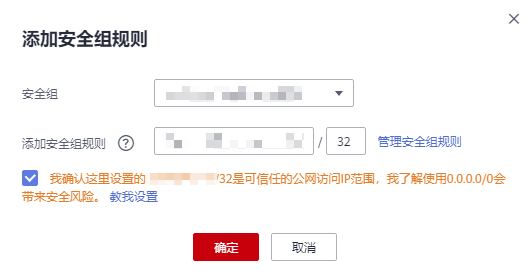 添加安全组规则
安全组
添加安全组规则 ? / 32 管理安全组规则
我确认这里设置的 /32是可信任的公网访问IP范围，我了解使用0.0.0.0/0会
带来安全风险。 教我设置
确定 取消